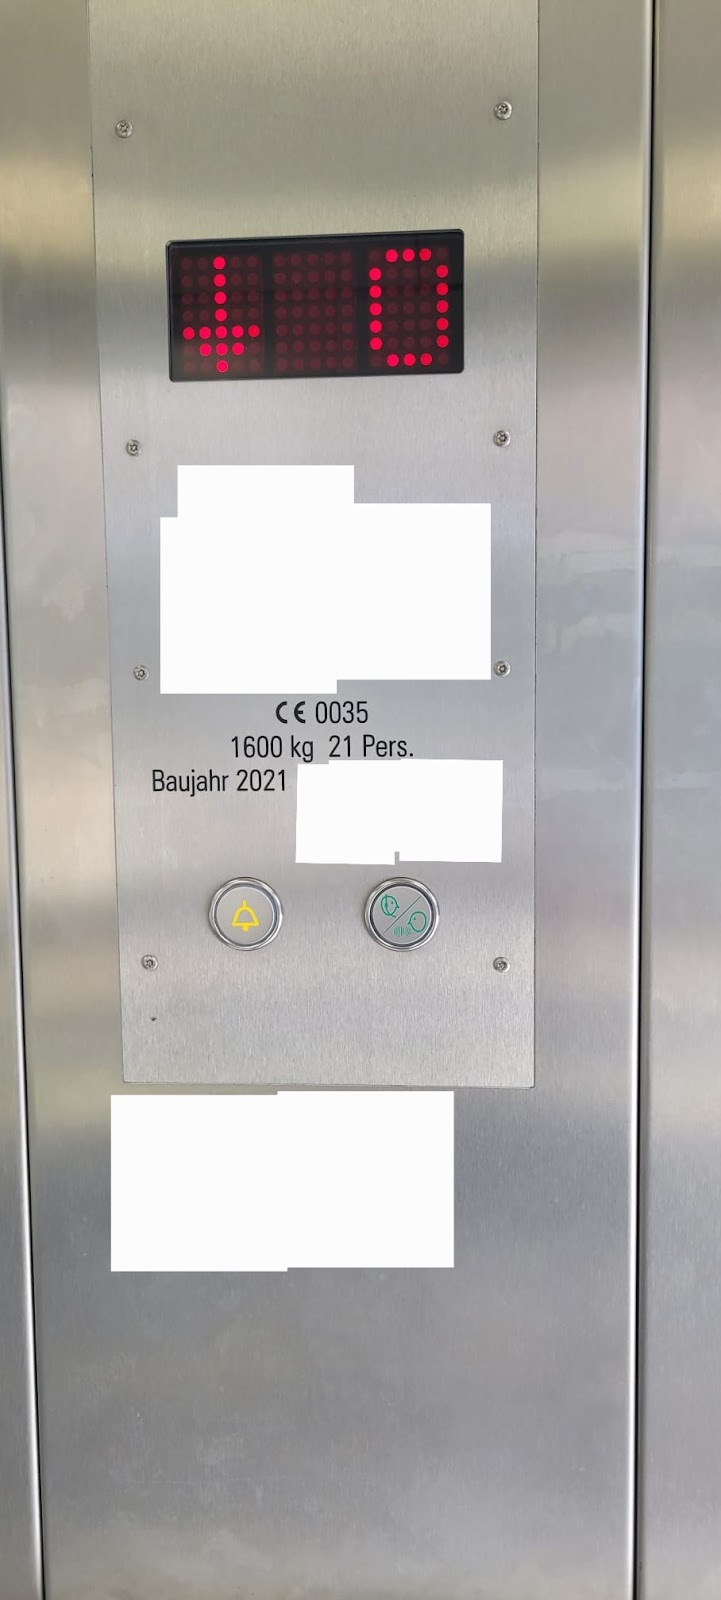 ↓ 0
CE 0035
1600 kg 21 Pers.
Baujahr 2021